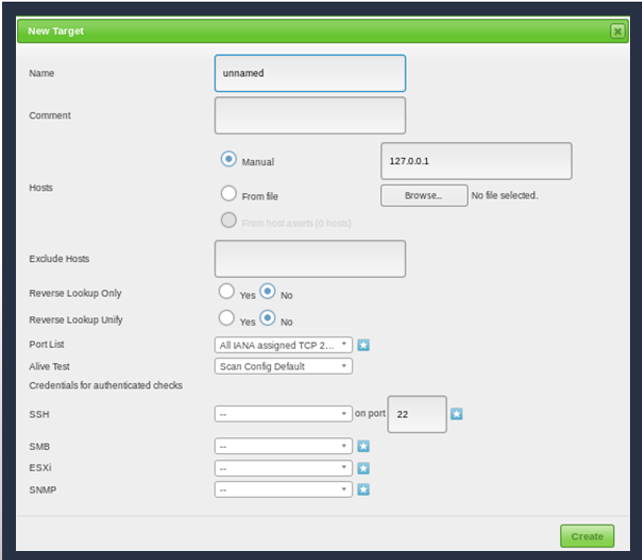 New Target
Name unnamed
Comment
Manual 127.0.0.1
Hosts
From file Browse.. No file selected.
From host assets (0 hosts)
Exclude Hosts
Reverse Lookup Only Yes No
Reverse Lookup Unify Yes No
Port List All IANA assigned TCP 2...
Alive Test Scan Config Default
Credentials for authenticated checks
SSH -- on port 22
SMB --
ESXi --
SNMP --
Create